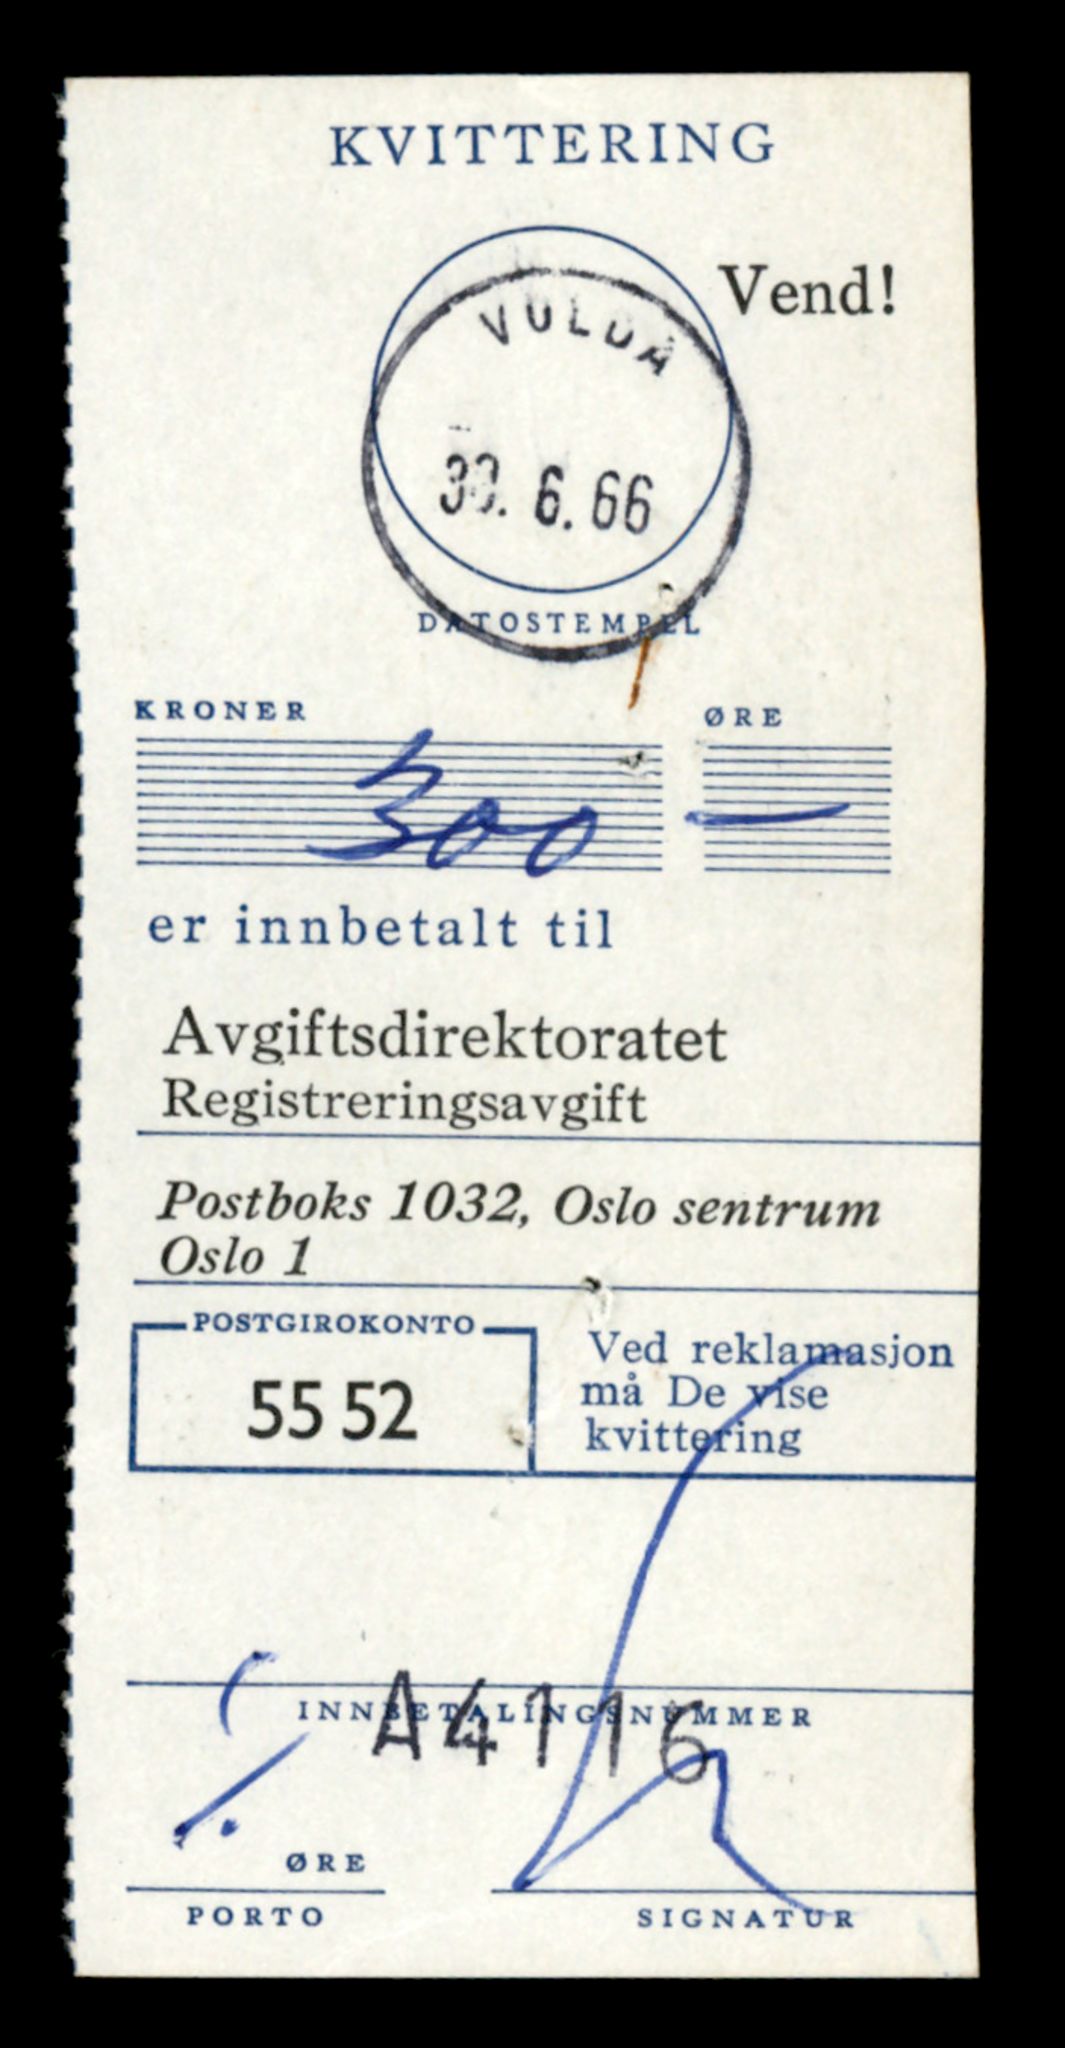 KVITTERING
Vend!
VOLDA
30. 6. 66
DATOSTEMPEL
KRONER ØRE
300 —
er innbetalt til
Avgiftsdirektoratet
Registreringsavgift
Postboks 1032, Oslo sentrum
Oslo 1
POSTGIROKONTO
55 52
Ved reklamasjon
må De vise
kvittering
INNBETALINGSNUMMER
A4116
ØRE
PORTO
SIGNATUR